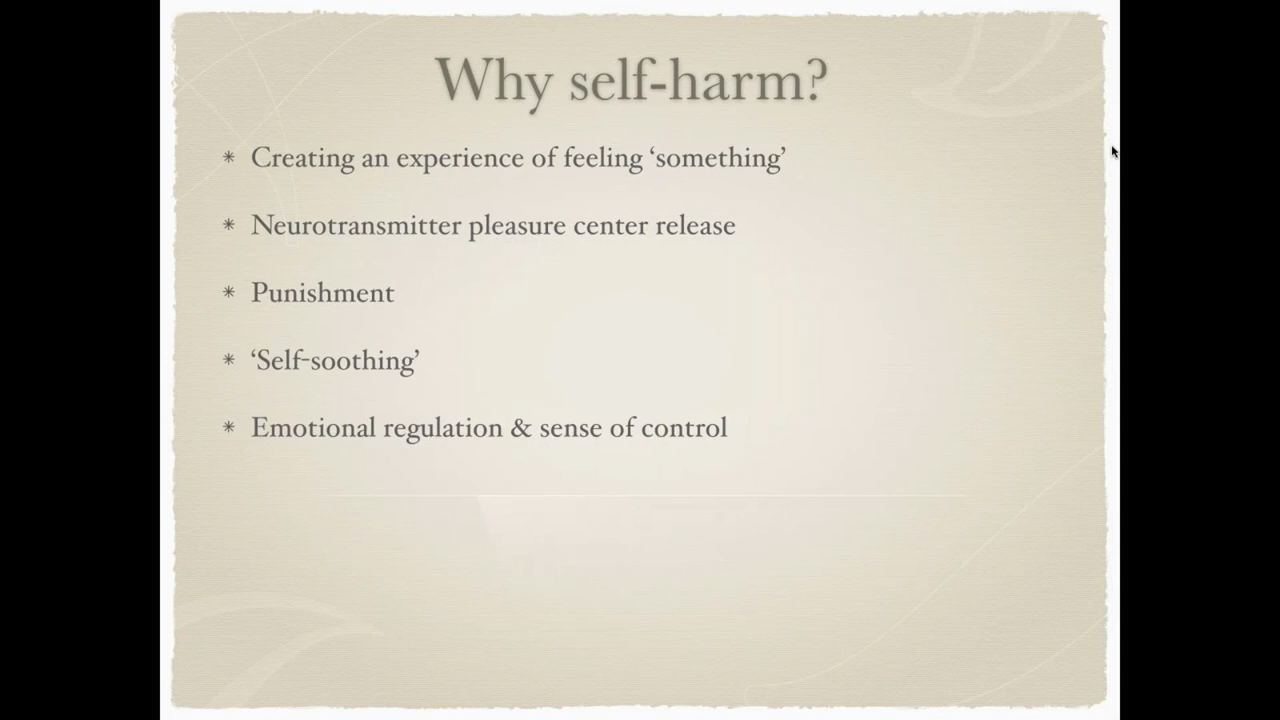 Why self-harm?
* Creating an experience of feeling ‘something’
* Neurotransmitter pleasure center release
* Punishment
* ‘Self-soothing’
* Emotional regulation & sense of control